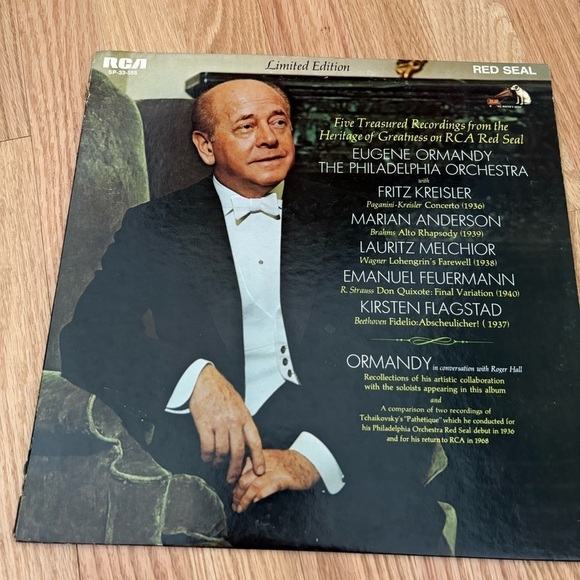 RCA
SP-33-555
Limited Edition
RED SEAL
Five Treasured Recordings from the
Heritage of Greatness on RCA Red Seal
EUGENE ORMANDY
THE PHILADELPHIA ORCHESTRA
with
FRITZ KREISLER
Paganini-Kreisler Concerto (1936)
MARIAN ANDERSON
Brahms Alto Rhapsody (1939)
LAURITZ MELCHIOR
Wagner Lohengrin's Farewell (1938)
EMANUEL FEUERMANN
R. Strauss Don Quixote: Final Variation (1940)
KIRSTEN FLAGSTAD
Beethoven Fidelio: Abscheulicher! (1937)
ORMANDY in conversation with Roger Hall
Recollections of his artistic collaboration
with the soloists appearing in this album
and
A comparison of two recordings of
Tchaikovsky's "Pathétique" which he conducted for
his Philadelphia Orchestra Red Seal debut in 1936
and for his return to RCA in 1968